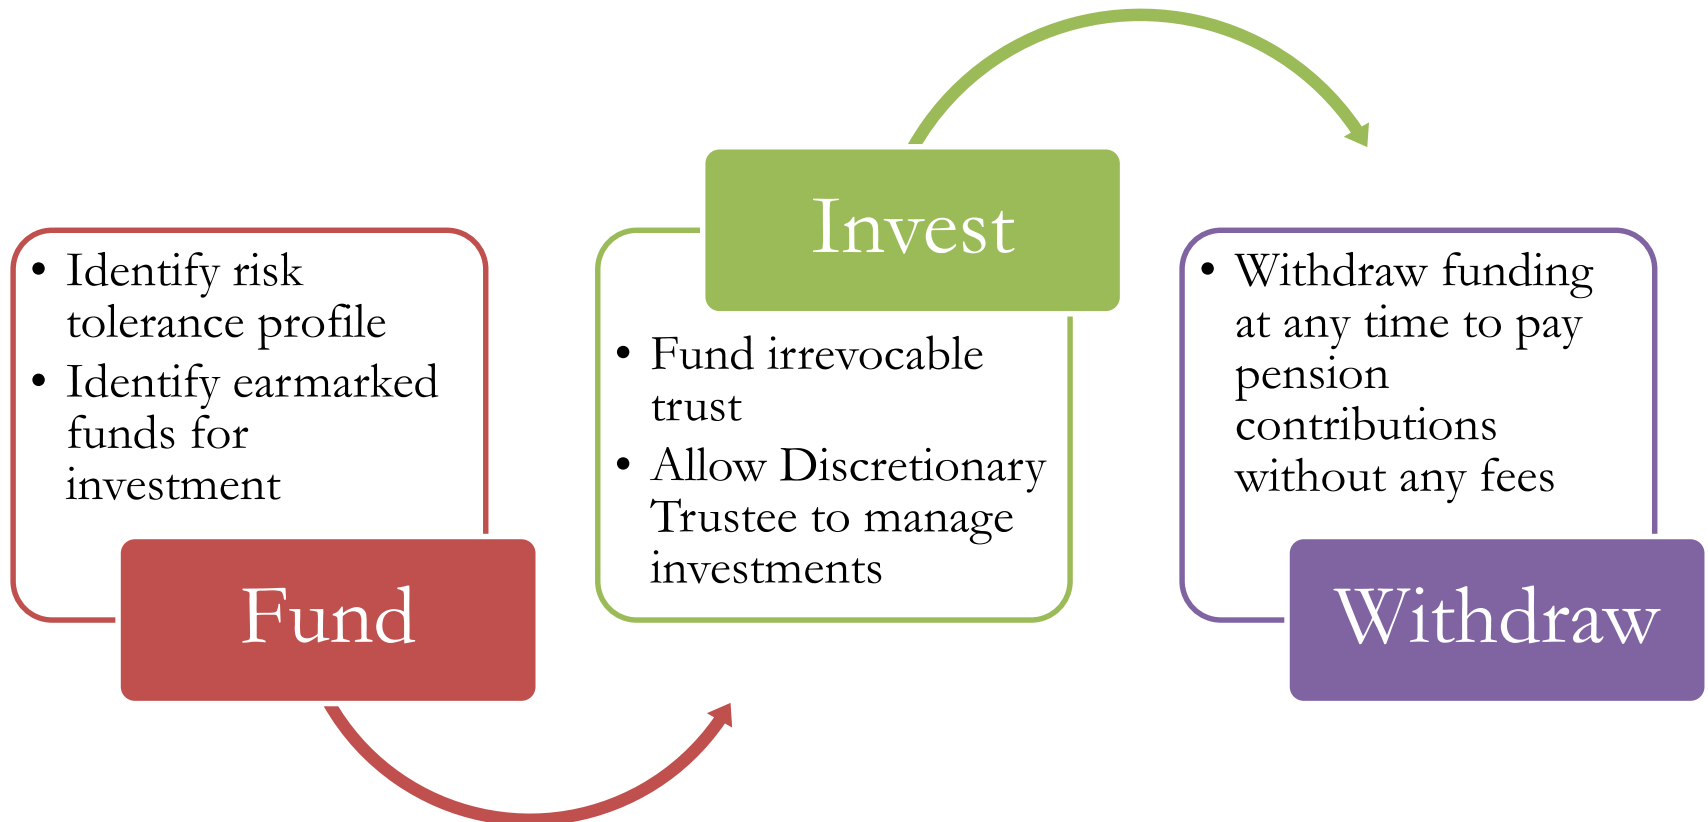 • Identify risk
tolerance profile
• Identify earmarked
funds for
investment
Fund
Invest
• Fund irrevocable
trust
• Allow Discretionary
Trustee to manage
investments
• Withdraw funding
at any time to pay
pension
contributions
without any fees
Withdraw